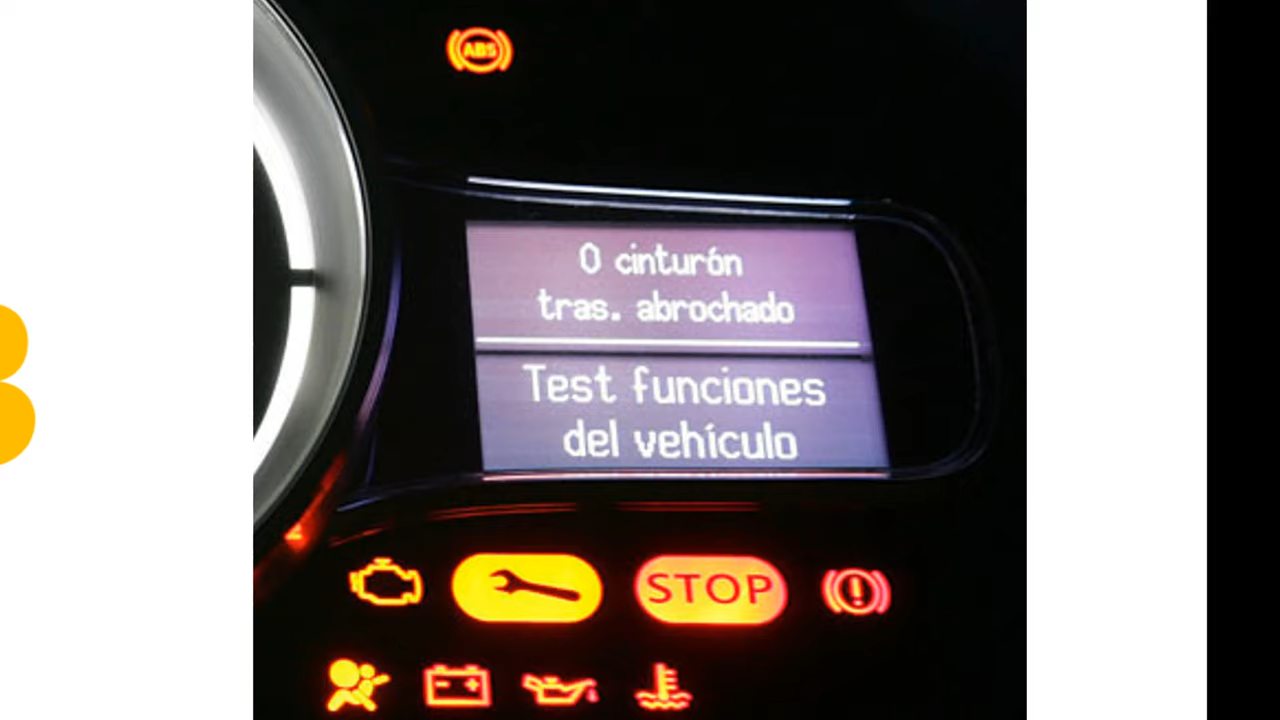 ABS
0 cinturón
tras. abrochado
Test funciones
del vehículo
STOP